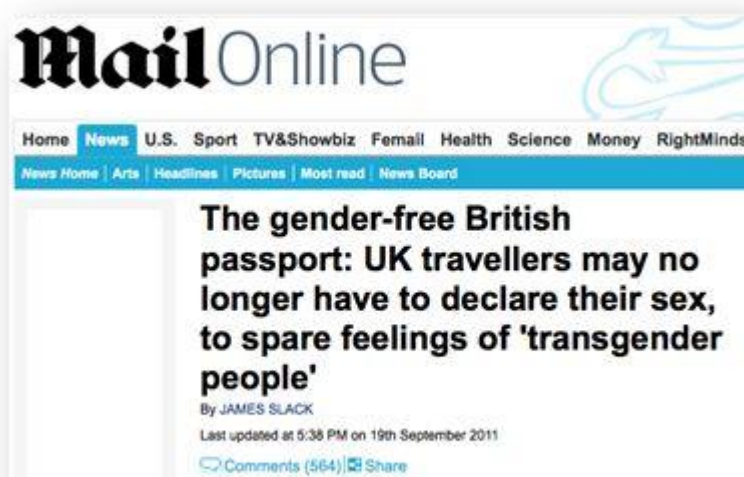 Mail Online
Home News U.S. Sport TV&Showbiz Femail Health Science Money RightMinds
News Home | Arts | Headlines | Pictures | Most read | News Board
The gender-free British
passport: UK travellers may no
longer have to declare their sex,
to spare feelings of 'transgender
people'
By JAMES SLACK
Last updated at 5:38 PM on 19th September 2011
Comments (564) Share